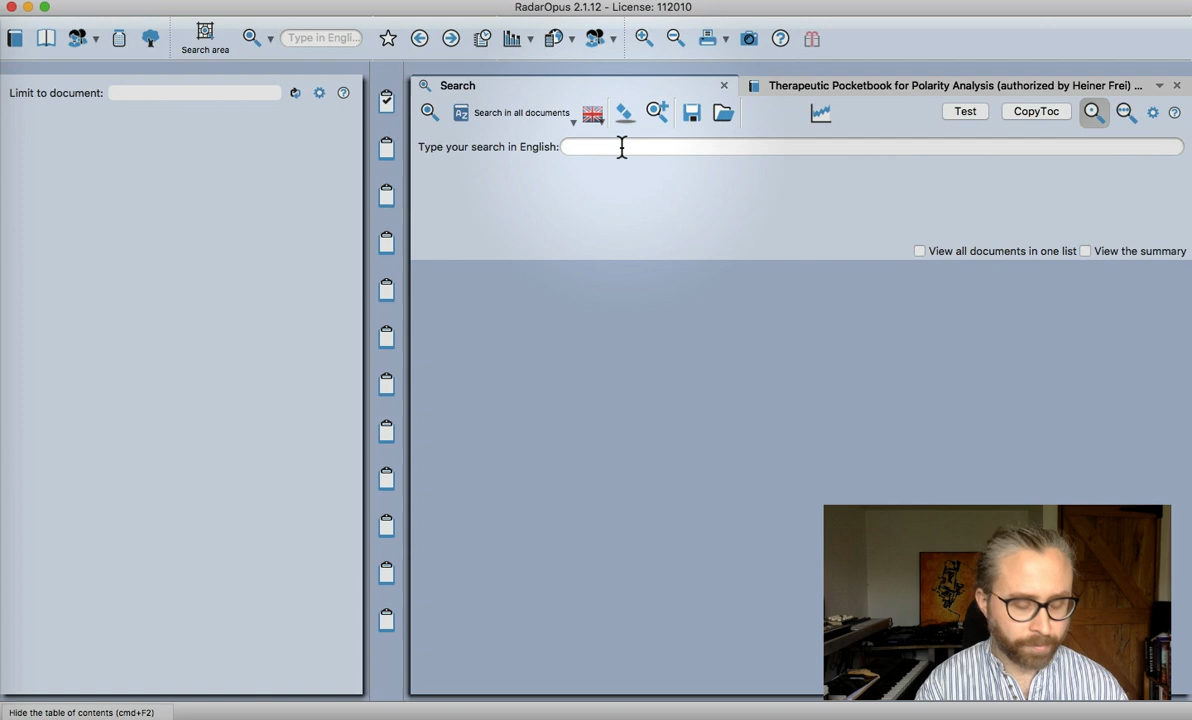 RadarOpus 2.1.12 - License: 112010
Search area
Type in Engli...
Limit to document:
Search
Therapeutic Pocketbook for Polarity Analysis (authorized by Heiner Frei) ...
AZ
Search in all documents
Test
CopyToc
Type your search in English:
View all documents in one list
View the summary
Hide the table of contents (cmd+F2)